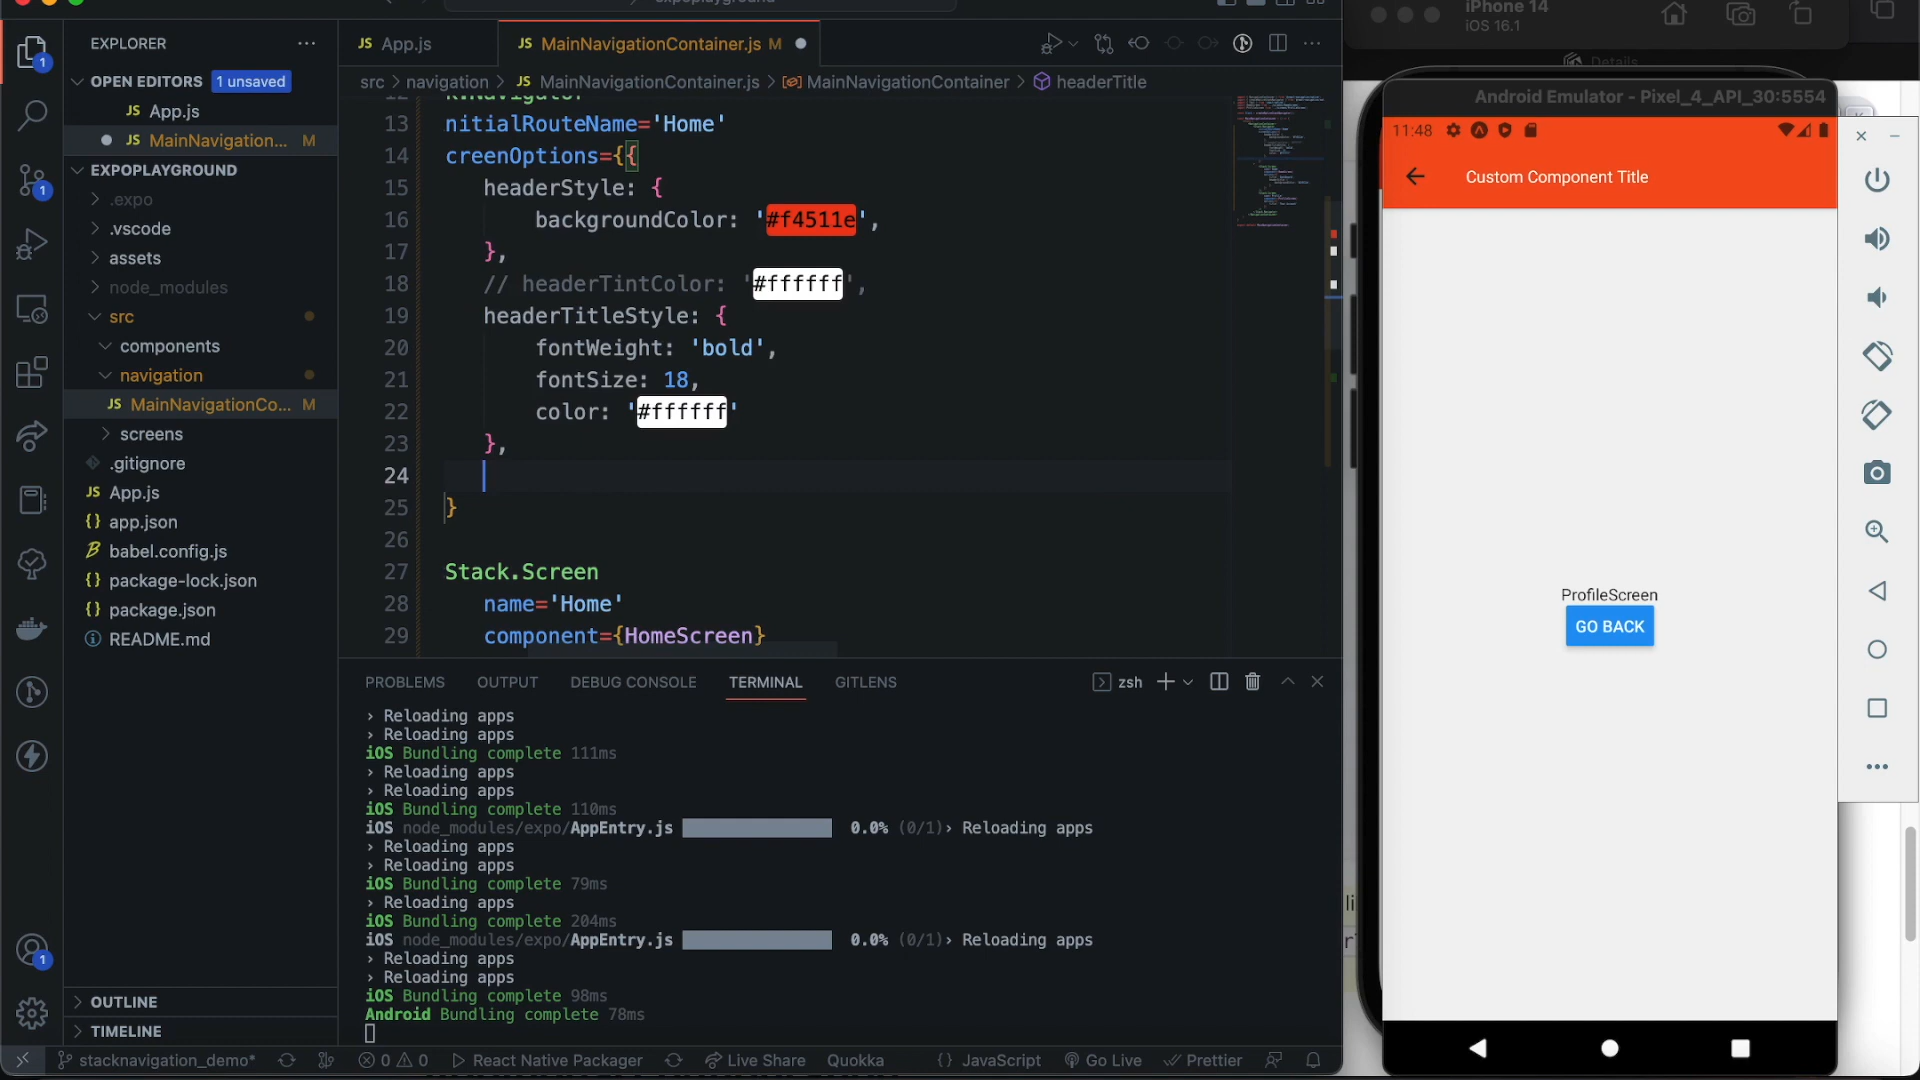 iPhone 14
iOS 16.1
EXPLORER
OPEN EDITORS 1 unsaved
JS App.js
MainNavigation... M
EXPOPLAYGROUND
.expo
.vscode
assets
node_modules
src
components
navigation
JS MainNavigationCo... M
screens
.gitignore
JS App.js
{} app.json
babel.config.js
{} package-lock.json
{} package.json
README.md
OUTLINE
TIMELINE
1
1
1
JS App.js
JS MainNavigationContainer.js M
src > navigation > JS MainNavigationContainer.js > MainNavigationContainer > headerTitle
13 nitialRouteName='Home'
14 creenOptions={{
15 headerStyle: {
16 backgroundColor: '#f4511e',
17 },
18 // headerTintColor: '#ffffff',
19 headerTitleStyle: {
20 fontWeight: 'bold',
21 fontSize: 18,
22 color: '#ffffff'
23 },
24
25 }
26
27 Stack.Screen
28 name='Home'
29 component={HomeScreen}
PROBLEMS OUTPUT DEBUG CONSOLE TERMINAL GITLENS
zsh
› Reloading apps
› Reloading apps
iOS Bundling complete 111ms
› Reloading apps
› Reloading apps
iOS Bundling complete 110ms
iOS node_modules/expo/AppEntry.js 0.0% (0/1)› Reloading apps
› Reloading apps
› Reloading apps
iOS Bundling complete 79ms
› Reloading apps
iOS Bundling complete 204ms
iOS node_modules/expo/AppEntry.js 0.0% (0/1)› Reloading apps
› Reloading apps
› Reloading apps
iOS Bundling complete 98ms
Android Bundling complete 78ms
stacknavigation_demo* 0 0 React Native Packager Live Share Quokka {} JavaScript Go Live Prettier
Details
Android Emulator - Pixel_4_API_30:5554
11:48
Custom Component Title
ProfileScreen
GO BACK